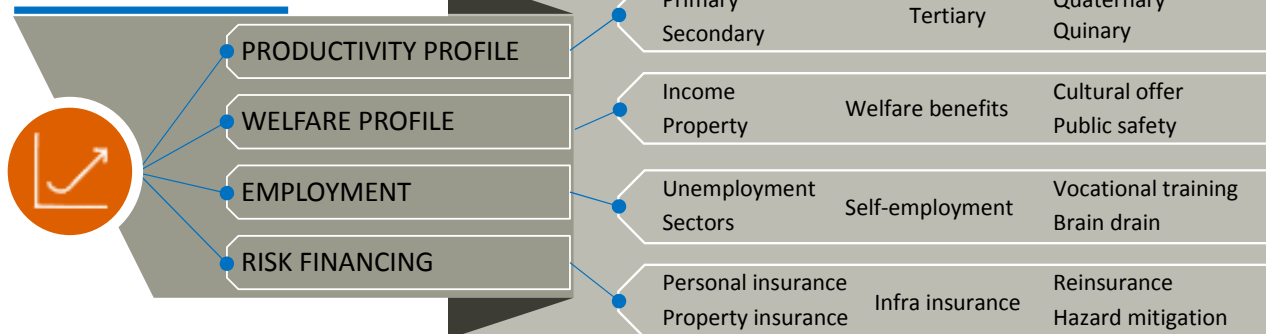 PRODUCTIVITY PROFILE
Primary
Secondary
Tertiary
Quaternary
Quinary
WELFARE PROFILE
Income
Property
Welfare benefits
Cultural offer
Public safety
EMPLOYMENT
Unemployment
Sectors
Self-employment
Vocational training
Brain drain
RISK FINANCING
Personal insurance
Property insurance
Infra insurance
Reinsurance
Hazard mitigation